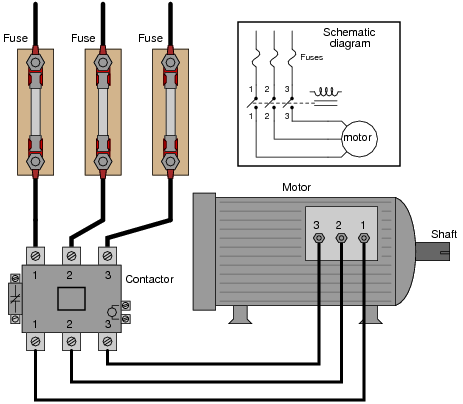 Fuse
Fuse
Fuse
Schematic
diagram
Fuses
1 2 3
1 2 3
motor
Motor
3 2 1
Shaft
1 2 3
Contactor
1 2 3